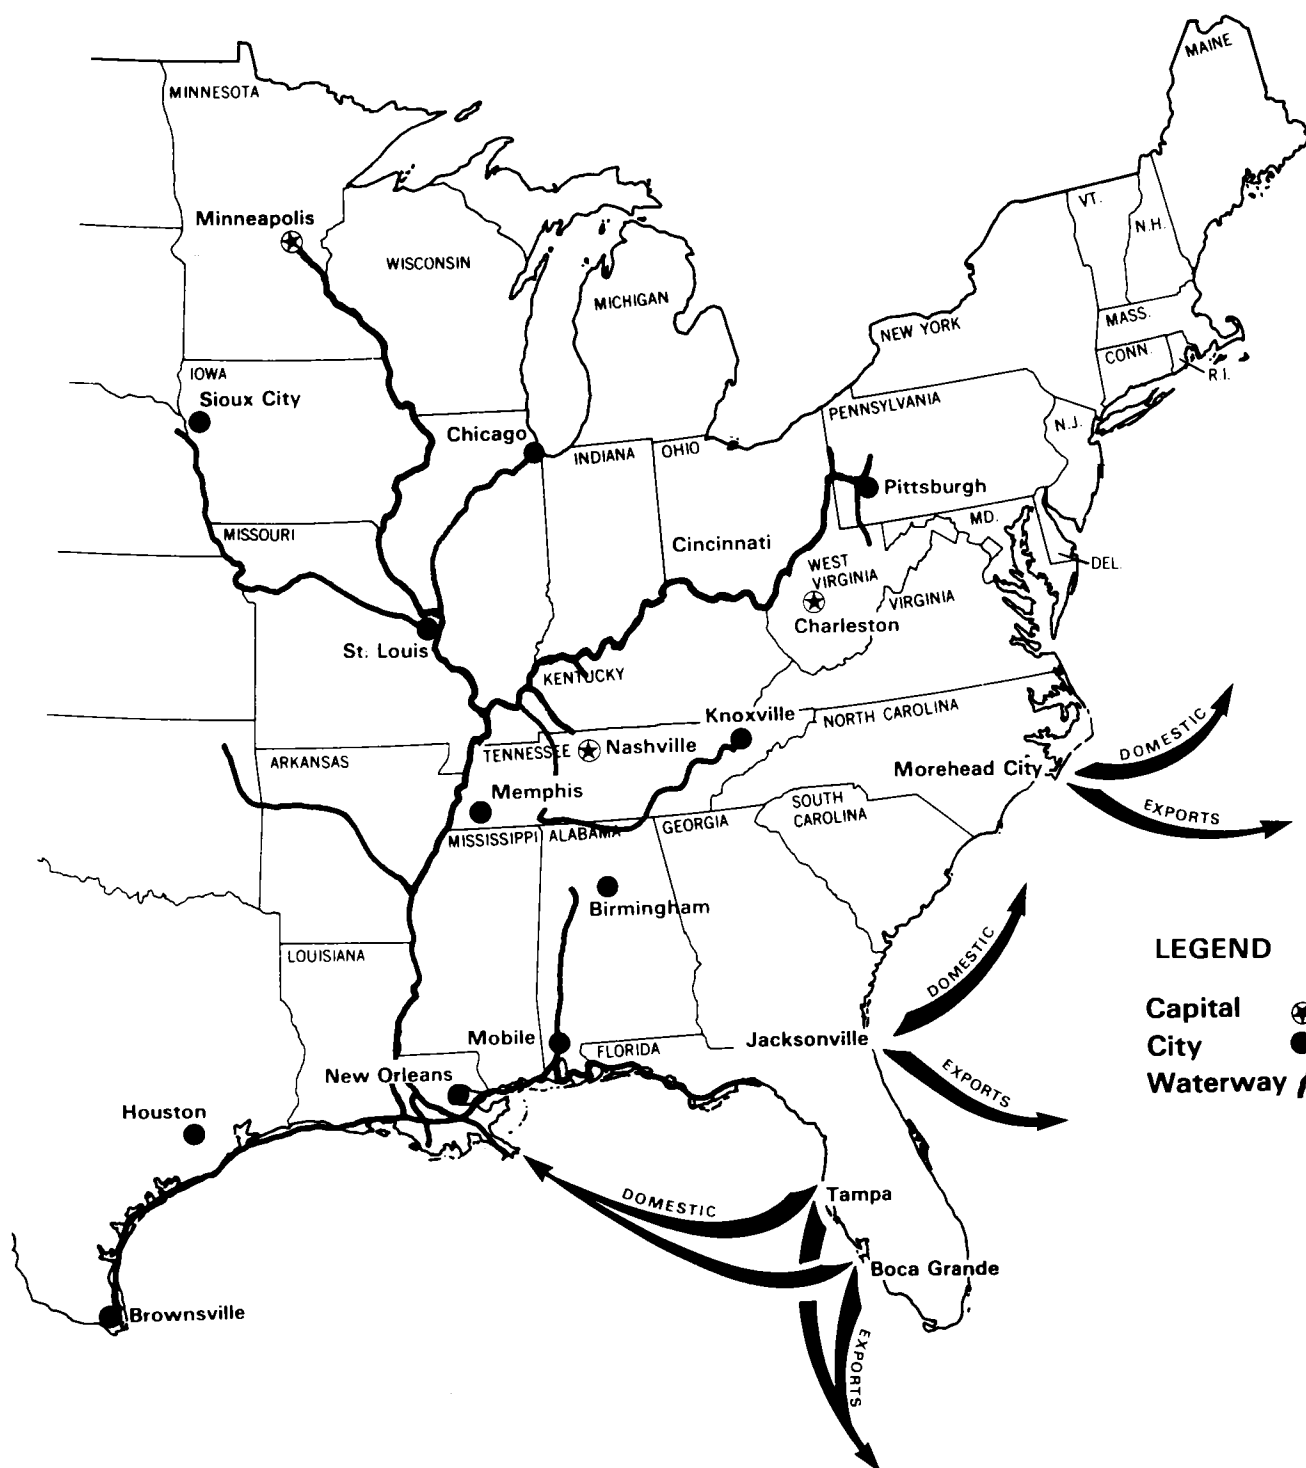 MAINE
MINNESOTA
VT.
Minneapolis
N.H.
WISCONSIN
MICHIGAN
MASS.
NEW YORK
CONN.
R.I.
IOWA
Sioux City
PENNSYLVANIA
N.J.
Chicago
INDIANA
OHIO
Pittsburgh
MD.
MISSOURI
Cincinnati
DEL.
WEST
VIRGINIA
VIRGINIA
Charleston
St. Louis
KENTUCKY
Knoxville
NORTH CAROLINA
DOMESTIC
TENNESSEE
Nashville
ARKANSAS
Morehead City
Memphis
SOUTH
CAROLINA
EXPORTS
MISSISSIPPI
ALABAMA
GEORGIA
Birmingham
LOUISIANA
DOMESTIC
LEGEND
Capital
City
Waterway
Mobile
FLORIDA
Jacksonville
New Orleans
EXPORTS
Houston
DOMESTIC
Tampa
Boca Grande
Brownsville
EXPORTS